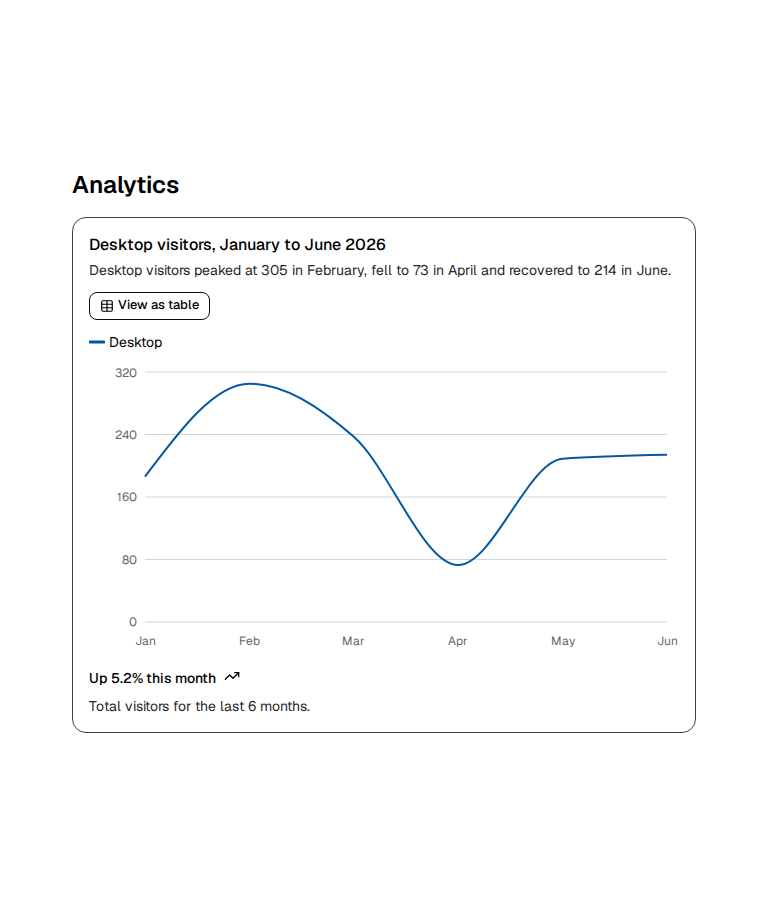 Analytics
Desktop visitors, January to June 2026
Desktop visitors peaked at 305 in February, fell to 73 in April and recovered to 214 in June.
View as table
Desktop
320
240
160
80
0
Jan Feb Mar Apr May Jun
Up 5.2% this month
Total visitors for the last 6 months.